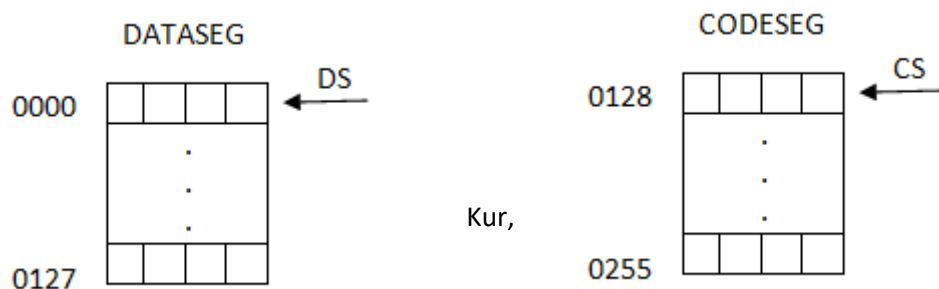 DATASEG
DS
0000
.
.
.
0127
Kur,
CODESEG
CS
0128
.
.
.
0255